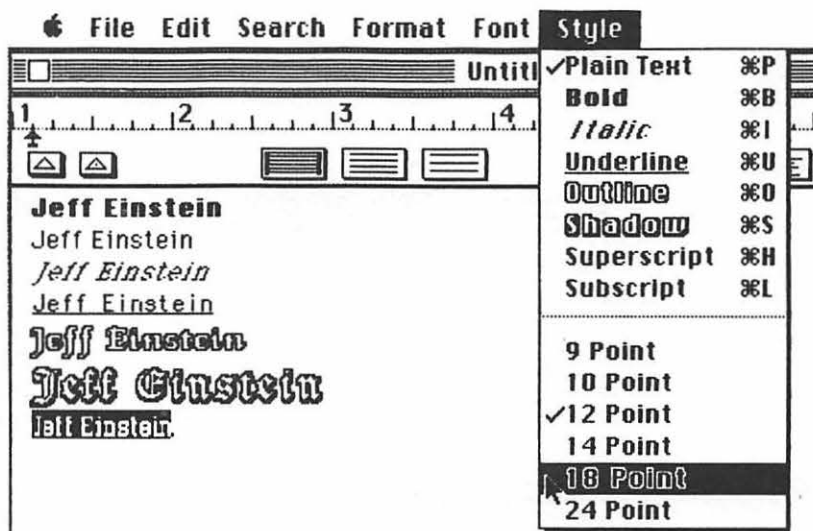 File Edit Search Format Font Style
Untitl
1 2 3 4
Jeff Einstein
Jeff Einstein
Jeff Einstein
Jeff Einstein
Jeff Einstein
Jeff Einstein
Jeff Einstein
✓Plain Text ⌘P
Bold ⌘B
Italic ⌘I
Underline ⌘U
Outline ⌘O
Shadow ⌘S
Superscript ⌘H
Subscript ⌘L
9 Point
10 Point
✓12 Point
14 Point
18 Point
24 Point